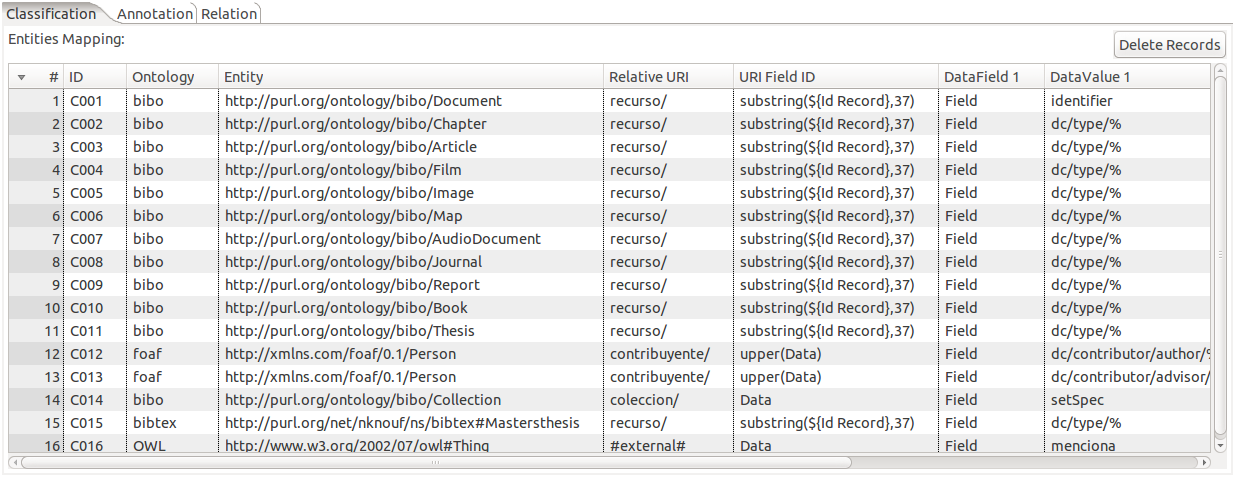 Classification Annotation Relation
Entities Mapping:
Delete Records
# ID Ontology Entity Relative URI URI Field ID DataField 1 DataValue 1
1 C001 bibo http://purl.org/ontology/bibo/Document recurso/ substring(${Id Record},37) Field identifier
2 C002 bibo http://purl.org/ontology/bibo/Chapter recurso/ substring(${Id Record},37) Field dc/type/%
3 C003 bibo http://purl.org/ontology/bibo/Article recurso/ substring(${Id Record},37) Field dc/type/%
4 C004 bibo http://purl.org/ontology/bibo/Film recurso/ substring(${Id Record},37) Field dc/type/%
5 C005 bibo http://purl.org/ontology/bibo/Image recurso/ substring(${Id Record},37) Field dc/type/%
6 C006 bibo http://purl.org/ontology/bibo/Map recurso/ substring(${Id Record},37) Field dc/type/%
7 C007 bibo http://purl.org/ontology/bibo/AudioDocument recurso/ substring(${Id Record},37) Field dc/type/%
8 C008 bibo http://purl.org/ontology/bibo/Journal recurso/ substring(${Id Record},37) Field dc/type/%
9 C009 bibo http://purl.org/ontology/bibo/Report recurso/ substring(${Id Record},37) Field dc/type/%
10 C010 bibo http://purl.org/ontology/bibo/Book recurso/ substring(${Id Record},37) Field dc/type/%
11 C011 bibo http://purl.org/ontology/bibo/Thesis recurso/ substring(${Id Record},37) Field dc/type/%
12 C012 foaf http://xmlns.com/foaf/0.1/Person contribuyente/ upper(Data) Field dc/contributor/author/%
13 C013 foaf http://xmlns.com/foaf/0.1/Person contribuyente/ upper(Data) Field dc/contributor/advisor/
14 C014 bibo http://purl.org/ontology/bibo/Collection coleccion/ Data Field setSpec
15 C015 bibtex http://purl.org/net/nknouf/ns/bibtex#Mastersthesis recurso/ substring(${Id Record},37) Field dc/type/%
16 C016 OWL http://www.w3.org/2002/07/owl#Thing #external# Data Field menciona